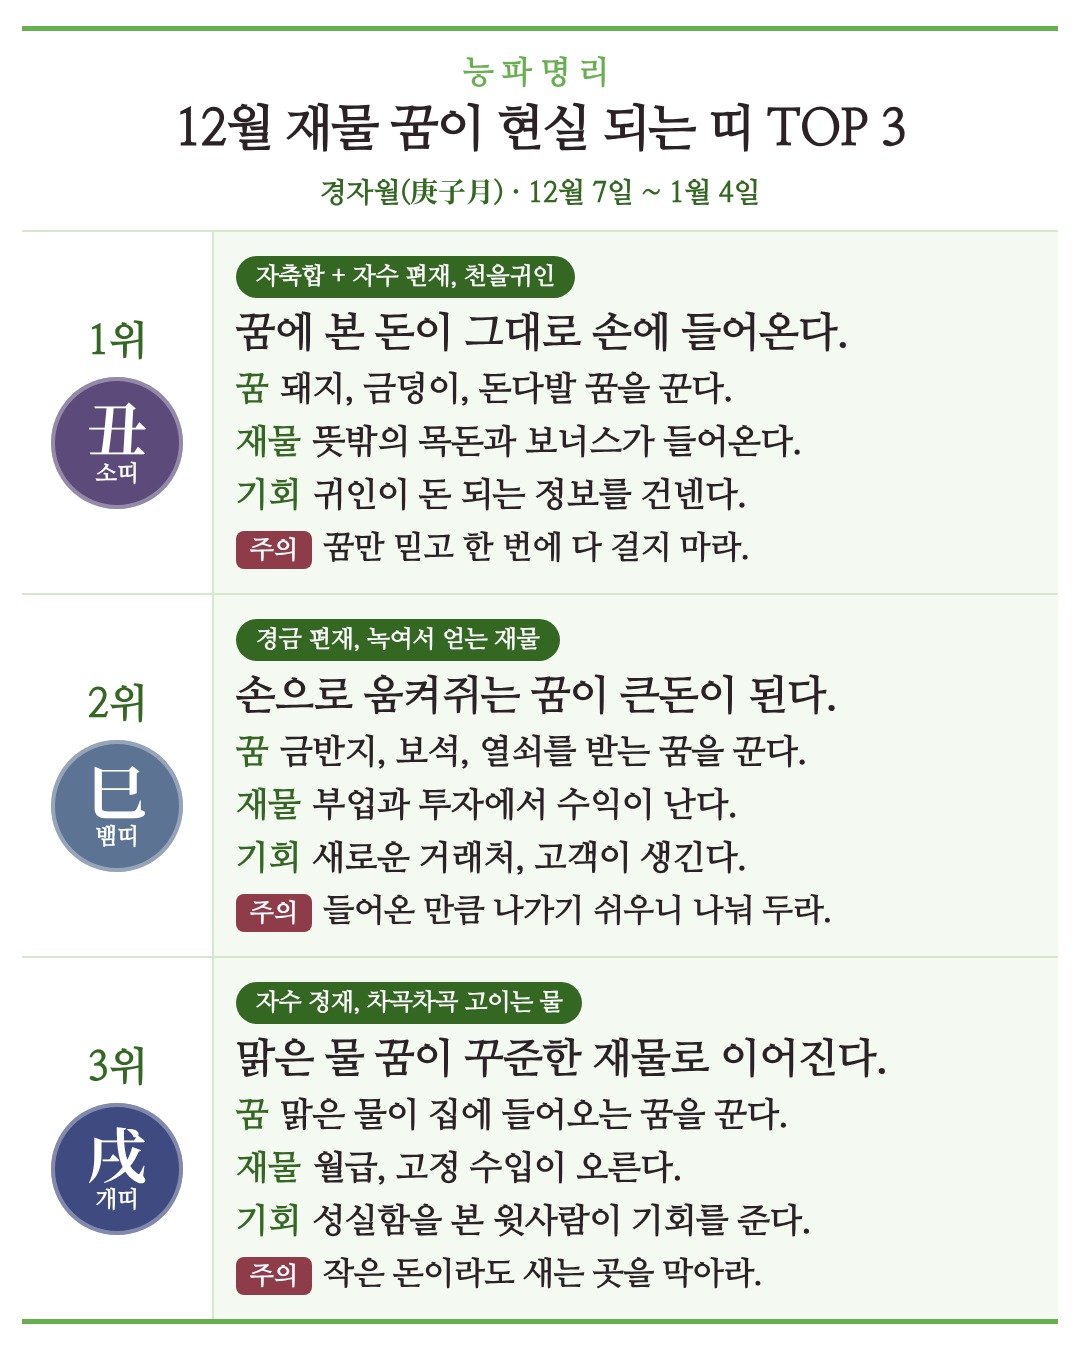 능파명리
12월 재물 꿈이 현실 되는 띠 TOP 3
경자월(庚子月) · 12월 7일 ~ 1월 4일
1위
丑
소띠
자축합 + 자수 편재, 천을귀인
꿈에 본 돈이 그대로 손에 들어온다.
꿈 돼지, 금덩이, 돈다발 꿈을 꾼다.
재물 뜻밖의 목돈과 보너스가 들어온다.
기회 귀인이 돈 되는 정보를 건넨다.
주의 꿈만 믿고 한 번에 다 걸지 마라.
2위
巳
뱀띠
경금 편재, 녹여서 얻는 재물
손으로 움켜쥐는 꿈이 큰돈이 된다.
꿈 금반지, 보석, 열쇠를 받는 꿈을 꾼다.
재물 부업과 투자에서 수익이 난다.
기회 새로운 거래처, 고객이 생긴다.
주의 들어온 만큼 나가기 쉬우니 나눠 두라.
3위
戌
개띠
자수 정재, 차곡차곡 고이는 물
맑은 물 꿈이 꾸준한 재물로 이어진다.
꿈 맑은 물이 집에 들어오는 꿈을 꾼다.
재물 월급, 고정 수입이 오른다.
기회 성실함을 본 윗사람이 기회를 준다.
주의 작은 돈이라도 새는 곳을 막아라.